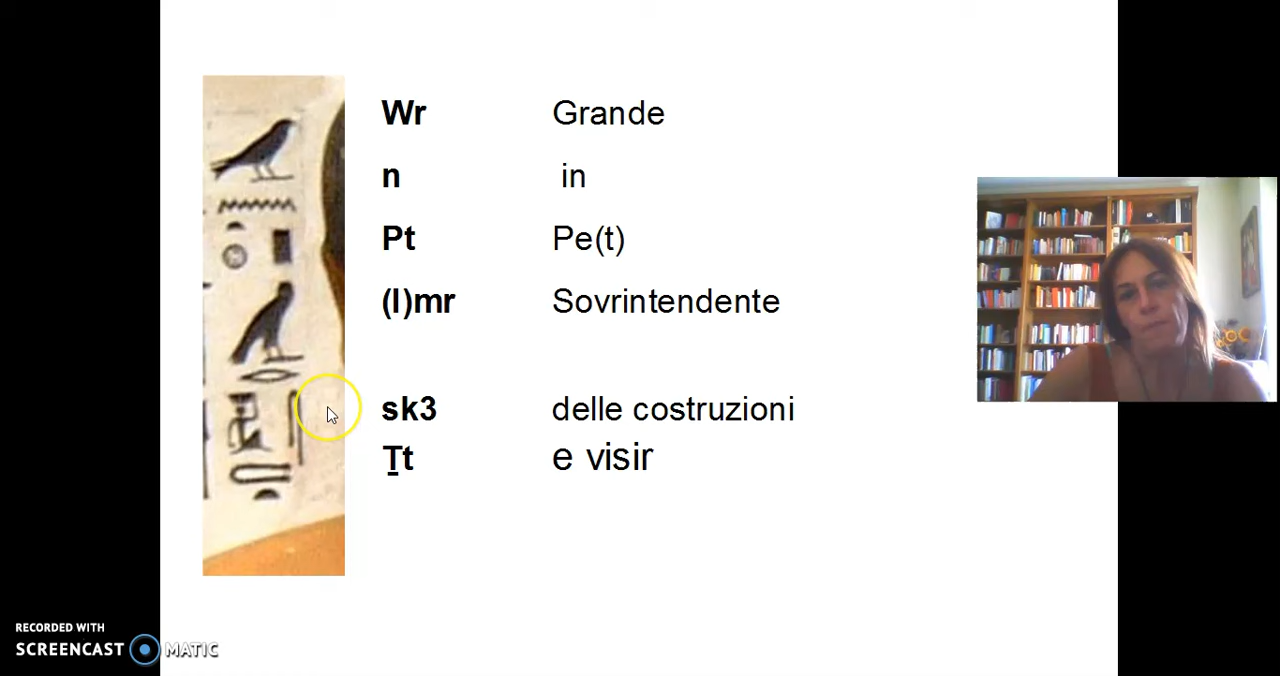 Wr Grande
n in
Pt Pe(t)
(I)mr Sovrintendente
sk3 delle costruzioni
Ṯt e visir
RECORDED WITH
SCREENCAST MATIC